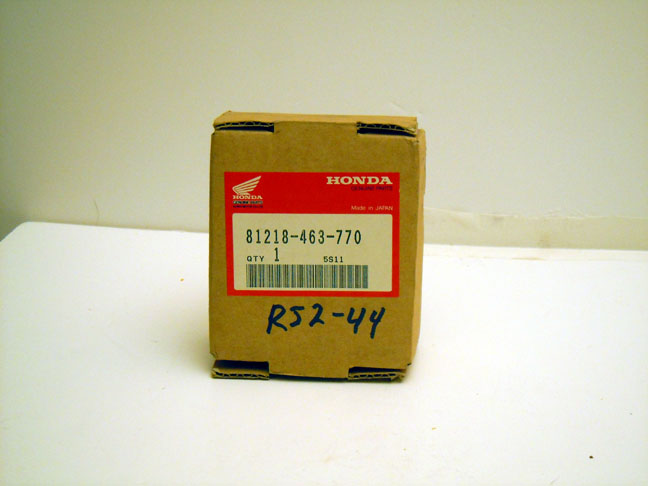 HONDA
GENUINE PARTS
HONDA
Made in JAPAN
81218-463-770
QTY 1 5S11
R52-44